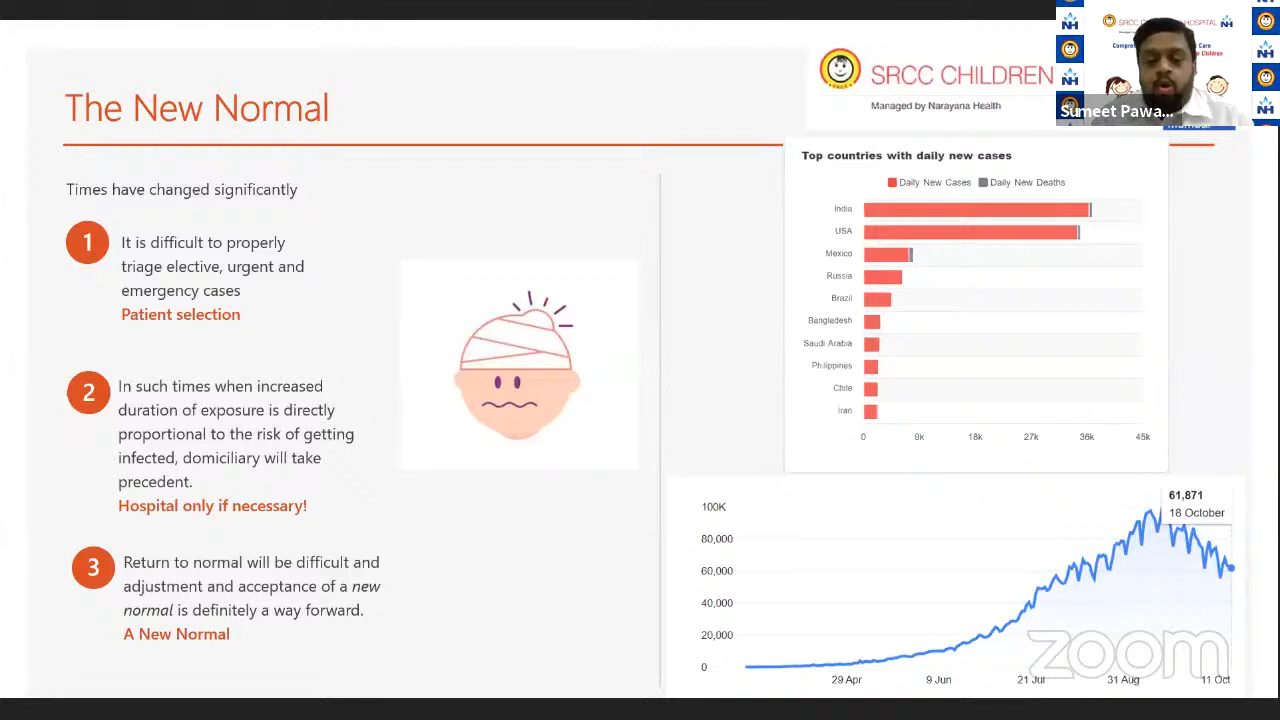 The New Normal
SRCC CHILDREN
Managed by Narayana Health
Sumeet Pawa...
Times have changed significantly
1
It is difficult to properly
triage elective, urgent and
emergency cases
Patient selection
2
In such times when increased
duration of exposure is directly
proportional to the risk of getting
infected, domiciliary will take
precedent.
Hospital only if necessary!
3
Return to normal will be difficult and
adjustment and acceptance of a new
normal is definitely a way forward.
A New Normal
Top countries with daily new cases
Daily New Cases Daily New Deaths
India
USA
Mexico
Russia
Brazil
Bangladesh
Saudi Arabia
Philippines
Chile
Iran
0 9k 18k 27k 36k 45k
61,871
18 October
100K
80,000
60,000
40,000
20,000
0
29 Apr 9 Jun 21 Jul 31 Aug 11 Oct
zoom
NH
NH
NH
NH
NH
NH